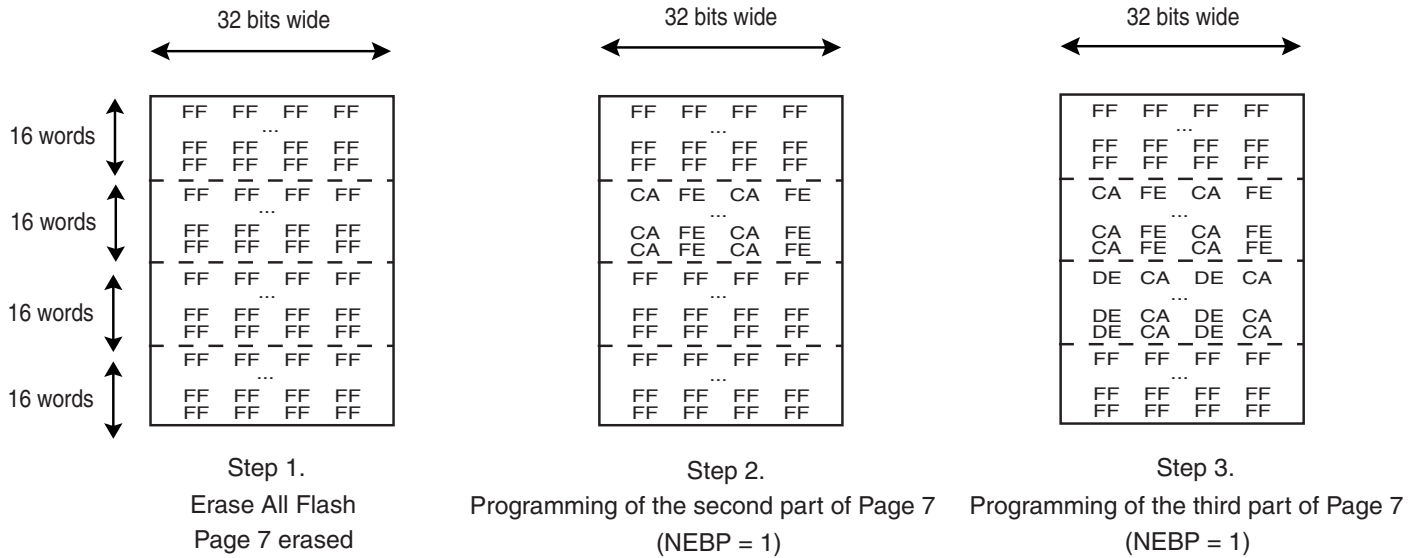 32 bits wide
32 bits wide
32 bits wide
16 words
16 words
16 words
16 words
FF FF FF FF
...
FF FF FF FF
FF FF FF FF
FF FF FF FF
...
FF FF FF FF
FF FF FF FF
FF FF FF FF
...
FF FF FF FF
FF FF FF FF
FF FF FF FF
...
FF FF FF FF
FF FF FF FF
Step 1.
Erase All Flash
Page 7 erased
FF FF FF FF
...
FF FF FF FF
FF FF FF FF
CA FE CA FE
...
CA FE CA FE
CA FE CA FE
FF FF FF FF
...
FF FF FF FF
FF FF FF FF
FF FF FF FF
...
FF FF FF FF
FF FF FF FF
Step 2.
Programming of the second part of Page 7
(NEBP = 1)
FF FF FF FF
...
FF FF FF FF
FF FF FF FF
CA FE CA FE
...
CA FE CA FE
CA FE CA FE
DE CA DE CA
...
DE CA DE CA
DE CA DE CA
FF FF FF FF
...
FF FF FF FF
FF FF FF FF
Step 3.
Programming of the third part of Page 7
(NEBP = 1)